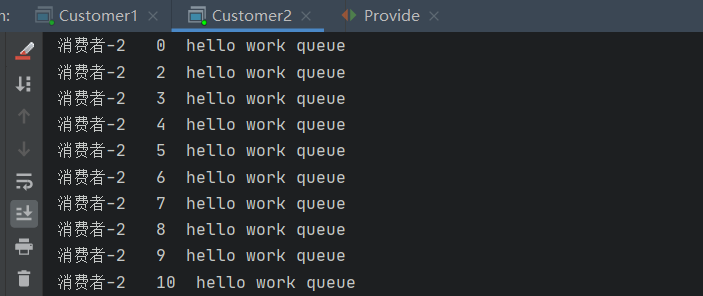 n: Customer1 × Customer2 × Provide ×
消费者-2 0 hello work queue
消费者-2 2 hello work queue
消费者-2 3 hello work queue
消费者-2 4 hello work queue
消费者-2 5 hello work queue
消费者-2 6 hello work queue
消费者-2 7 hello work queue
消费者-2 8 hello work queue
消费者-2 9 hello work queue
消费者-2 10 hello work queue